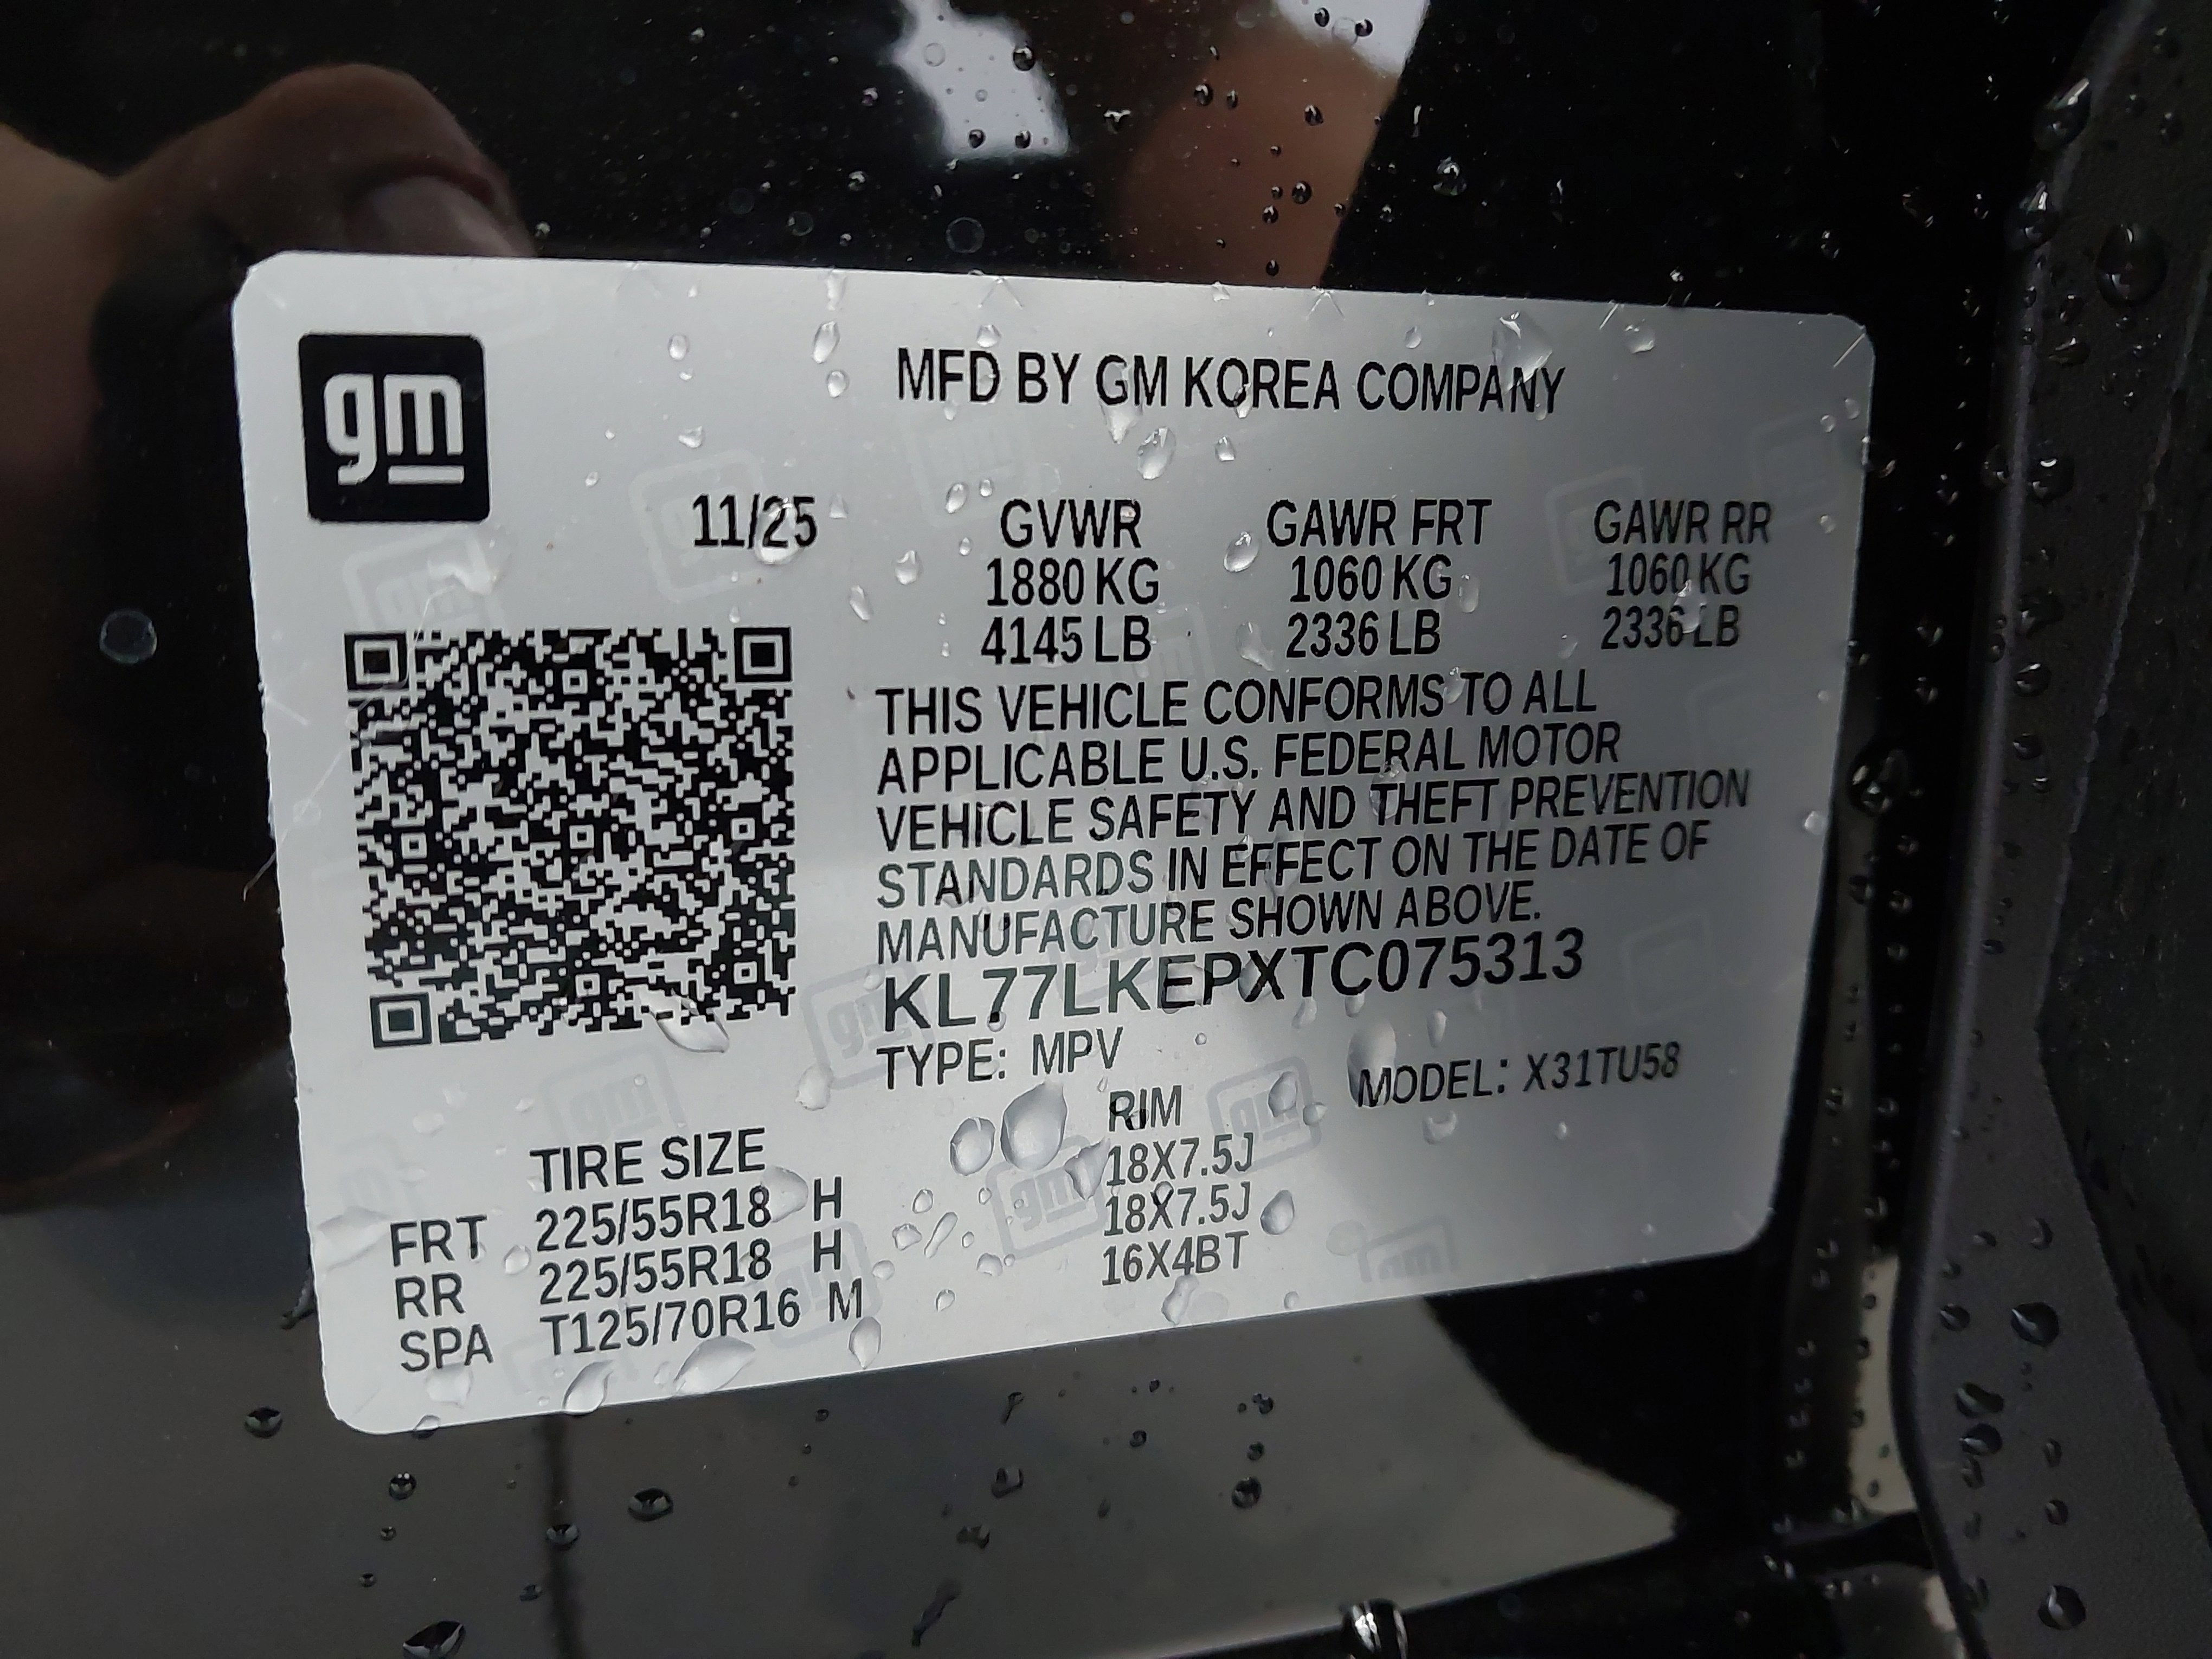 gm
MFD BY GM KOREA COMPANY
11/25
GVWR GAWR FRT GAWR RR
1880 KG 1060 KG 1060 KG
4145 LB 2336 LB 2336 LB
THIS VEHICLE CONFORMS TO ALL
APPLICABLE U.S. FEDERAL MOTOR
VEHICLE SAFETY AND THEFT PREVENTION
STANDARDS IN EFFECT ON THE DATE OF
MANUFACTURE SHOWN ABOVE.
KL77LKEPXTC075313
TYPE: MPV MODEL: X31TU58
TIRE SIZE RIM
FRT 225/55R18 H 18X7.5J
RR 225/55R18 H 18X7.5J
SPA T125/70R16 M 16X4BT